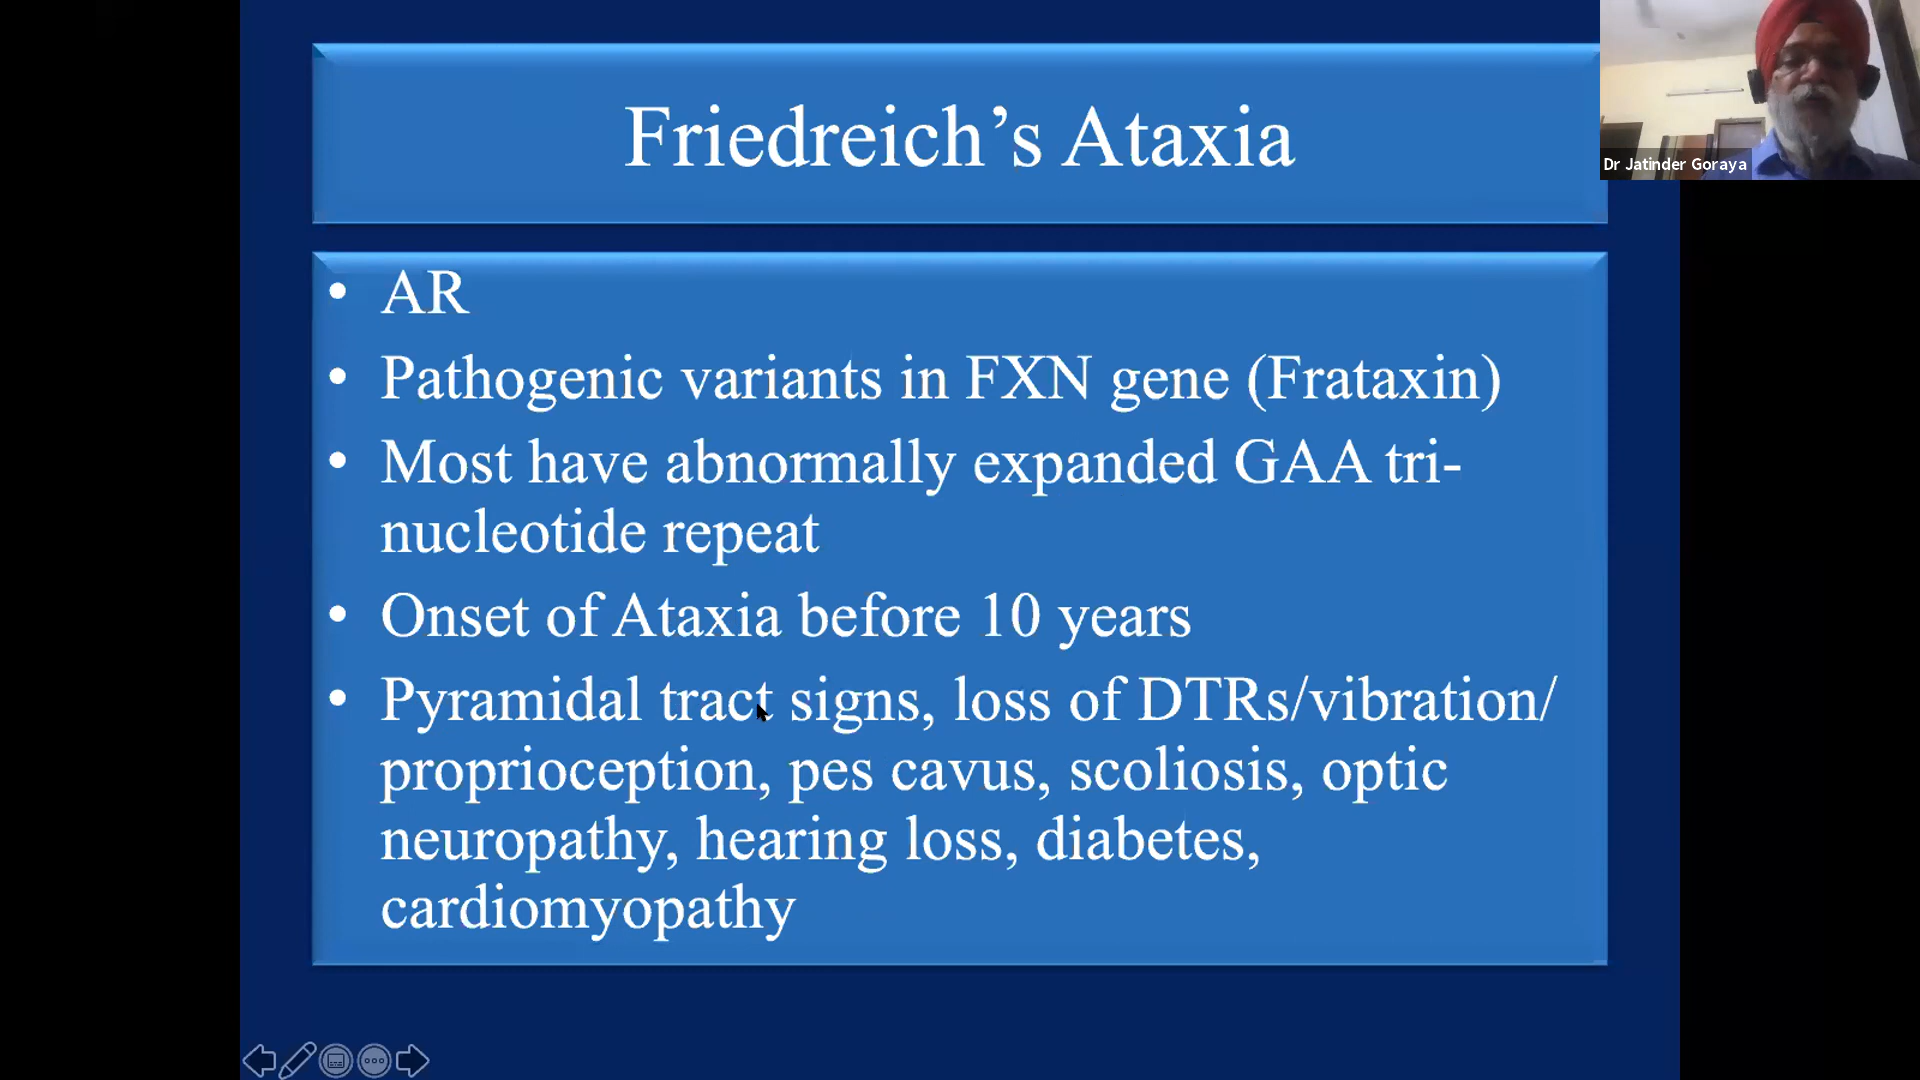 Friedreich’s Ataxia
Dr Jatinder Goraya
• AR
• Pathogenic variants in FXN gene (Frataxin)
• Most have abnormally expanded GAA tri-
nucleotide repeat
• Onset of Ataxia before 10 years
• Pyramidal tract signs, loss of DTRs/vibration/
proprioception, pes cavus, scoliosis, optic
neuropathy, hearing loss, diabetes,
cardiomyopathy